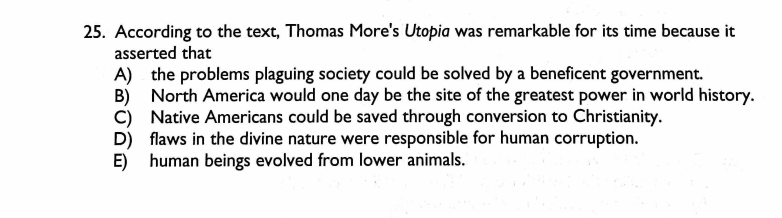 25. According to the text, Thomas More's Utopia was remarkable for its time because it
asserted that
A) the problems plaguing society could be solved by a beneficent government.
B) North America would one day be the site of the greatest power in world history.
C) Native Americans could be saved through conversion to Christianity.
D) flaws in the divine nature were responsible for human corruption.
E) human beings evolved from lower animals.